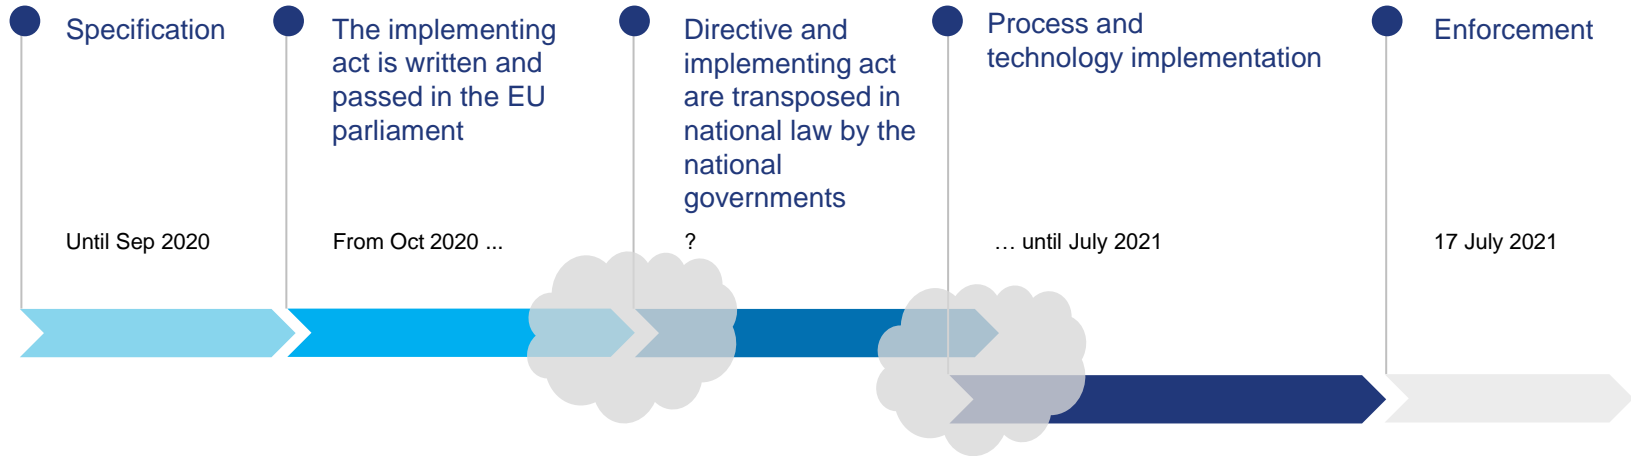 Specification
Until Sep 2020
The implementing
act is written and
passed in the EU
parliament
From Oct 2020 ...
Directive and
implementing act
are transposed in
national law by the
national
governments
?
Process and
technology implementation
… until July 2021
Enforcement
17 July 2021